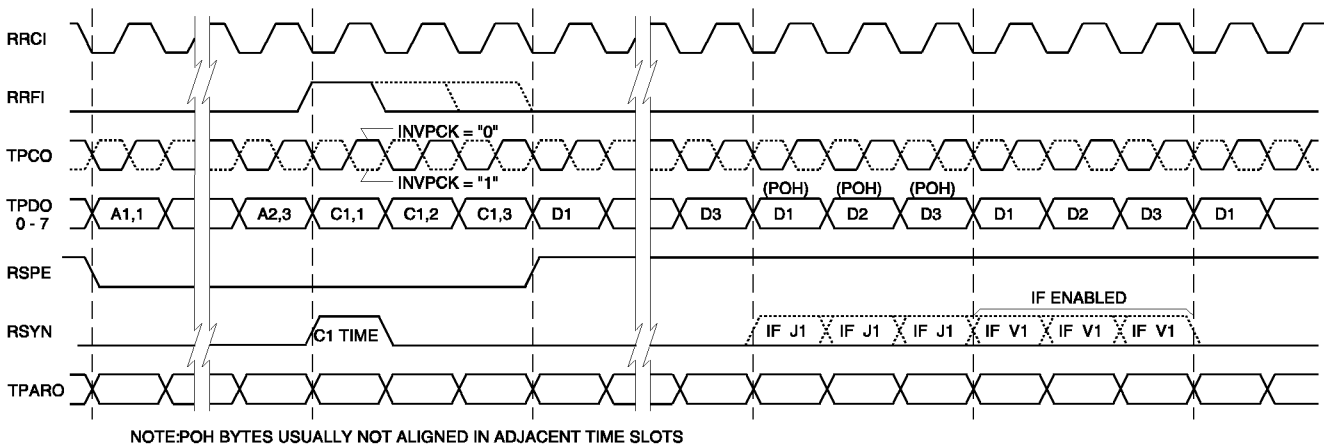 RRCI
RRFI
INVPCK = "0"
TPCO
INVPCK = "1"
(POH) (POH) (POH)
TPDO 0 - 7
A1,1 A2,3 C1,1 C1,2 C1,3 D1 D3 D1 D2 D3 D1 D2 D3 D1
RSPE
IF ENABLED
RSYN
C1 TIME IF J1 IF J1 IF J1 IF V1 IF V1 IF V1
TPARO
NOTE:POH BYTES USUALLY NOT ALIGNED IN ADJACENT TIME SLOTS